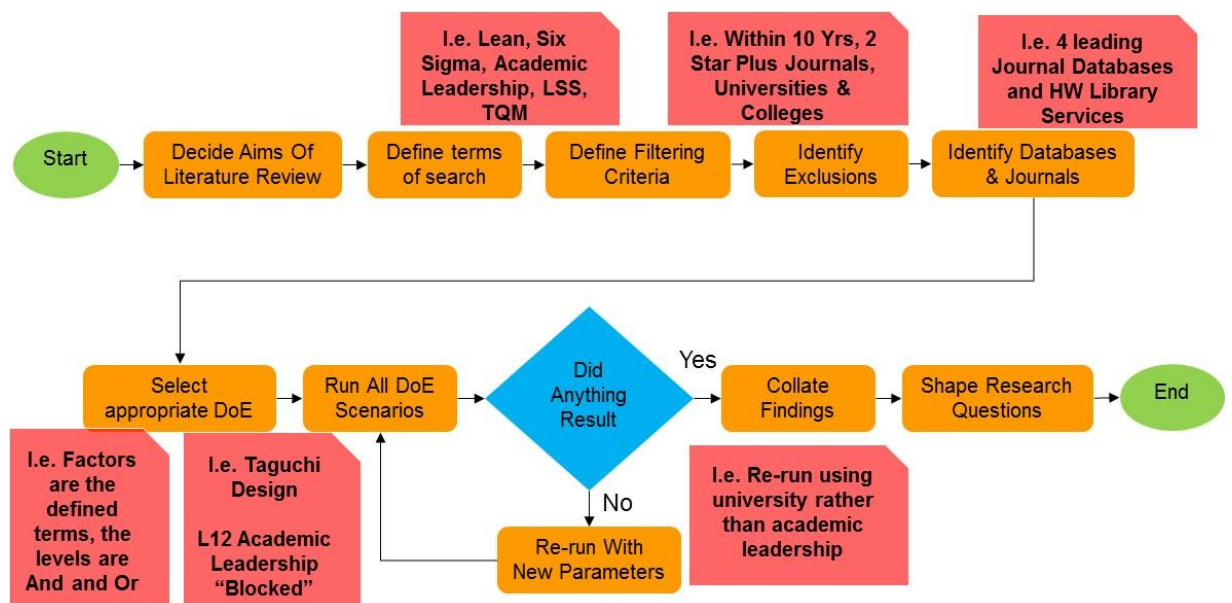 I.e. Lean, Six
Sigma, Academic
Leadership, LSS,
TQM
I.e. Within 10 Yrs, 2
Star Plus Journals,
Universities &
Colleges
I.e. 4 leading
Journal Databases
and HW Library
Services
Start
Decide Aims Of
Literature Review
Define terms
of search
Define Filtering
Criteria
Identify
Exclusions
Identify Databases
& Journals
Select
appropriate DoE
Run All DoE
Scenarios
Did
Anything
Result
Yes
Collate
Findings
Shape Research
Questions
End
I.e. Factors
are the
defined
terms, the
levels are
And and Or
I.e. Taguchi
Design
L12 Academic
Leadership
“Blocked”
No
Re-run With
New Parameters
I.e. Re-run using
university rather
than academic
leadership